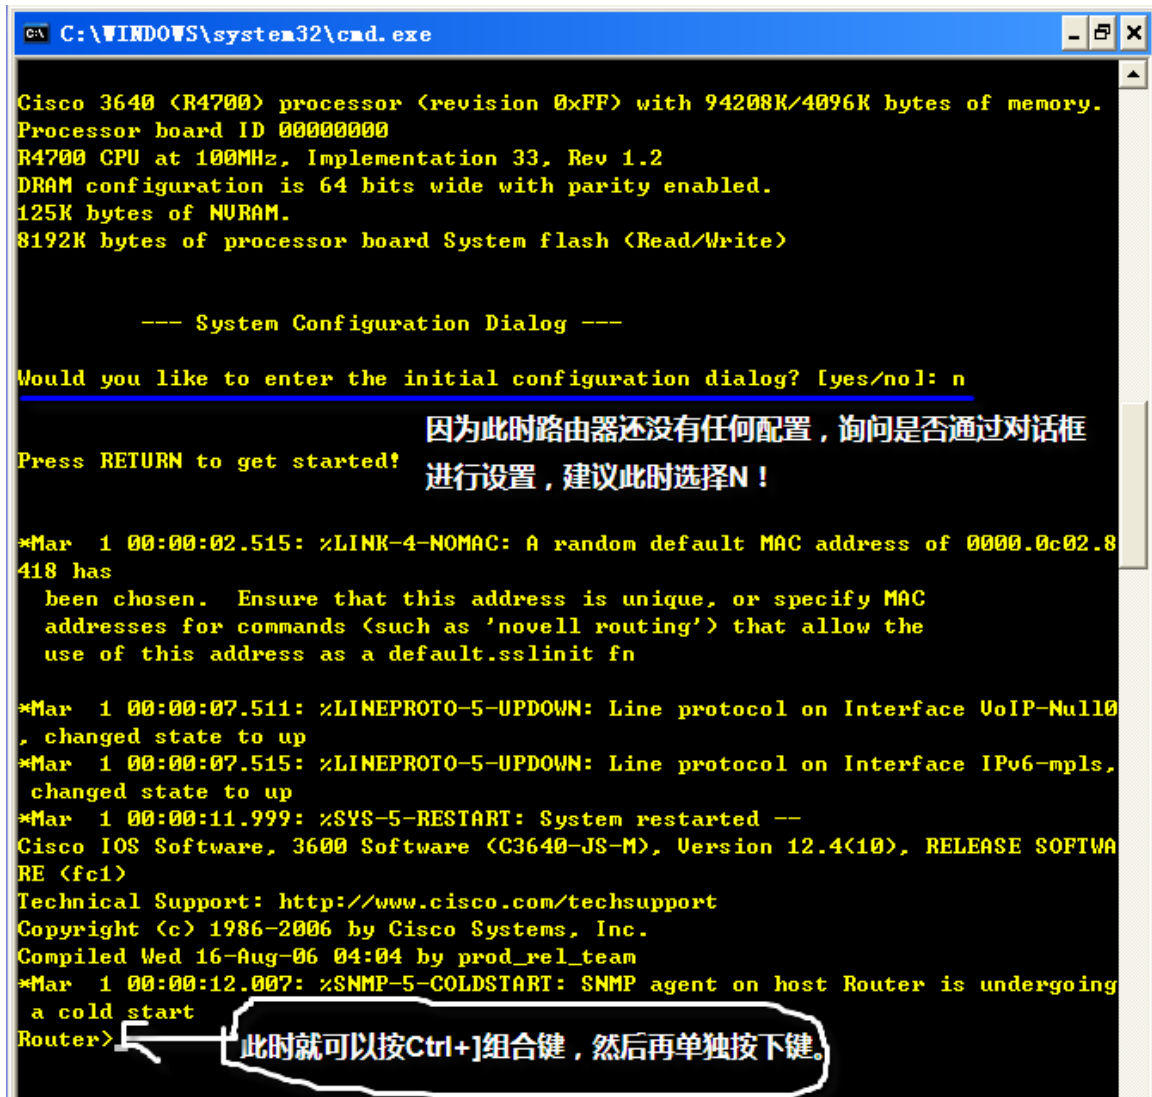 C:\WINDOWS\system32\cmd.exe
Cisco 3640 (R4700) processor (revision 0xFF) with 94208K/4096K bytes of memory.
Processor board ID 00000000
R4700 CPU at 100MHz, Implementation 33, Rev 1.2
DRAM configuration is 64 bits wide with parity enabled.
125K bytes of NVRAM.
8192K bytes of processor board System flash (Read/Write)
--- System Configuration Dialog ---
Would you like to enter the initial configuration dialog? [yes/no]: n
因为此时路由器还没有任何配置，询问是否通过对话框
Press RETURN to get started!
进行设置，建议此时选择N！
*Mar  1 00:00:02.515: %LINK-4-NOMAC: A random default MAC address of 0000.0c02.8
418 has
been chosen.  Ensure that this address is unique, or specify MAC
addresses for commands (such as 'novell routing') that allow the
use of this address as a default.sslinit fn
*Mar  1 00:00:07.511: %LINEPROTO-5-UPDOWN: Line protocol on Interface VoIP-Null0
, changed state to up
*Mar  1 00:00:07.515: %LINEPROTO-5-UPDOWN: Line protocol on Interface IPv6-mpls,
changed state to up
*Mar  1 00:00:11.999: %SYS-5-RESTART: System restarted --
Cisco IOS Software, 3600 Software (C3640-JS-M), Version 12.4(10), RELEASE SOFTWA
RE (fc1)
Technical Support: http://www.cisco.com/techsupport
Copyright (c) 1986-2006 by Cisco Systems, Inc.
Compiled Wed 16-Aug-06 04:04 by prod_rel_team
*Mar  1 00:00:12.007: %SNMP-5-COLDSTART: SNMP agent on host Router is undergoing
a cold start
Router>
此时就可以按Ctrl+]组合键，然后再单独按下键。